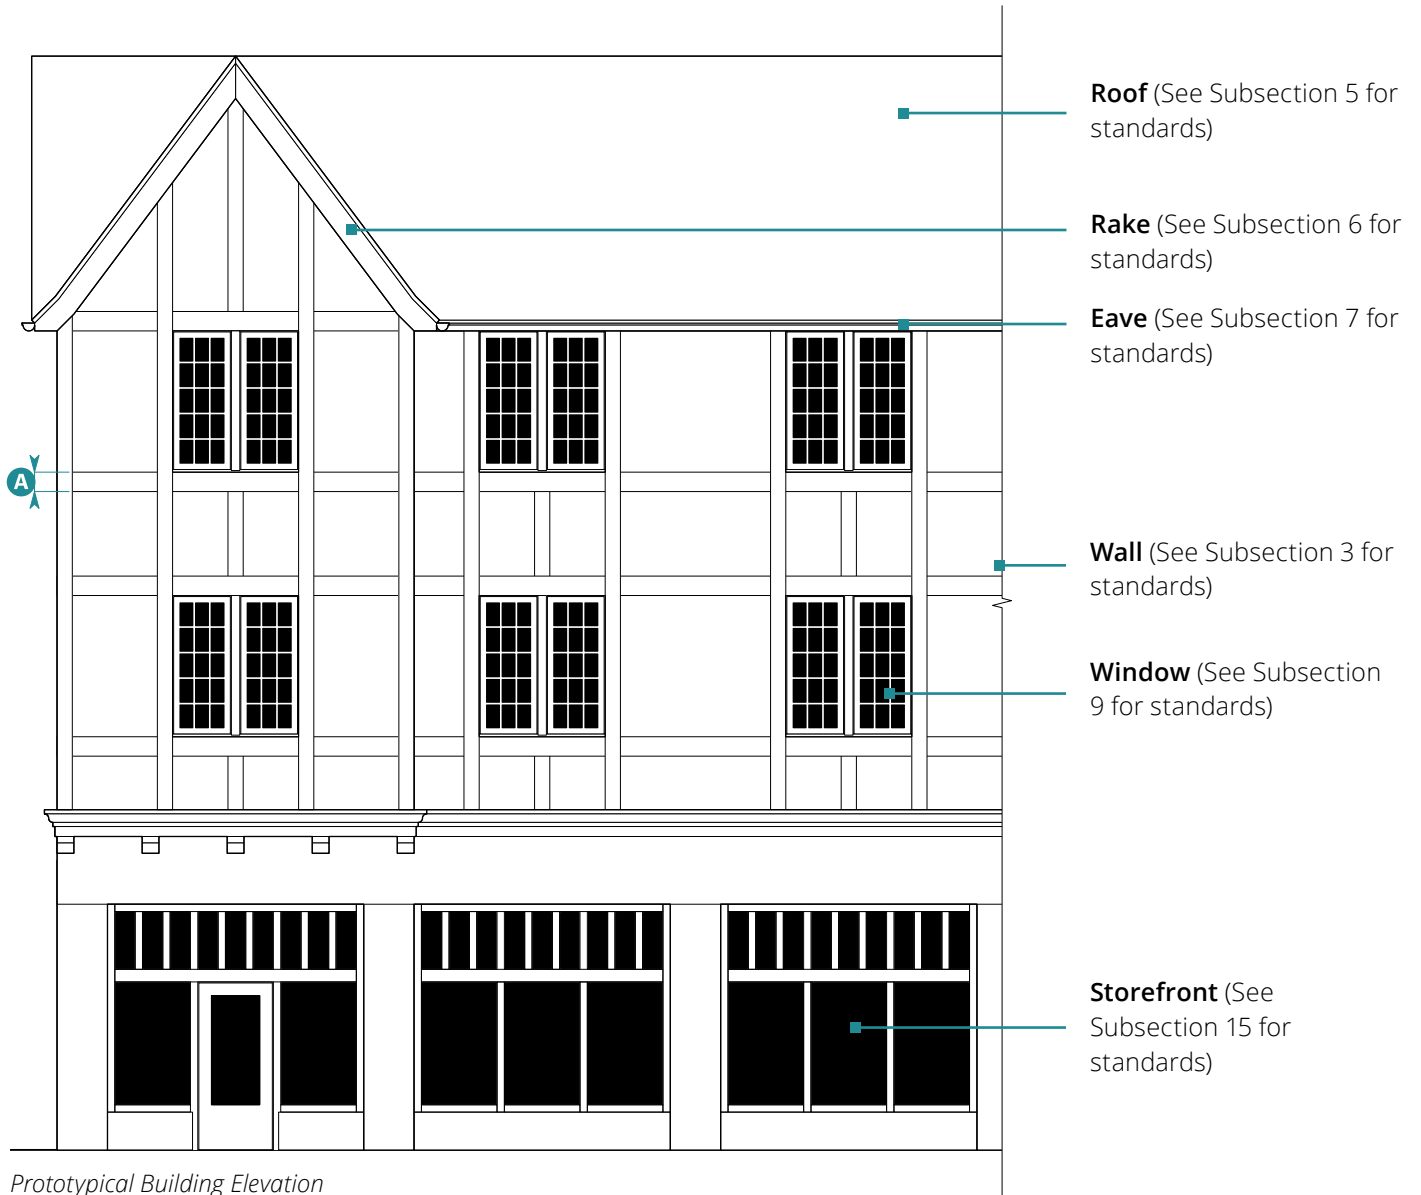 Roof (See Subsection 5 for
standards)
Rake (See Subsection 6 for
standards)
Eave (See Subsection 7 for
standards)
A
Wall (See Subsection 3 for
standards)
Window (See Subsection
9 for standards)
Storefront (See
Subsection 15 for
standards)
Prototypical Building Elevation